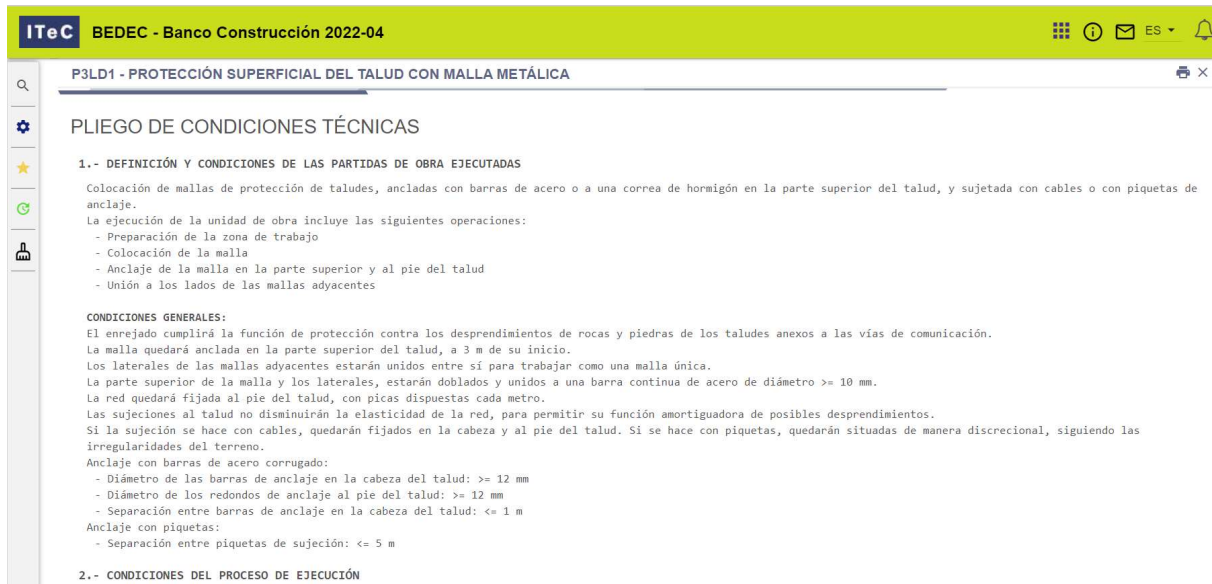 ITeC BEDEC - Banco Construcción 2022-04 ES
P3LD1 - PROTECCIÓN SUPERFICIAL DEL TALUD CON MALLA METÁLICA
PLIEGO DE CONDICIONES TÉCNICAS
1.- DEFINICIÓN Y CONDICIONES DE LAS PARTIDAS DE OBRA EJECUTADAS
Colocación de mallas de protección de taludes, ancladas con barras de acero o a una correa de hormigón en la parte superior del talud, y sujetada con cables o con piquetas de
anclaje.
La ejecución de la unidad de obra incluye las siguientes operaciones:
- Preparación de la zona de trabajo
- Colocación de la malla
- Anclaje de la malla en la parte superior y al pie del talud
- Unión a los lados de las mallas adyacentes
CONDICIONES GENERALES:
El enrejado cumplirá la función de protección contra los desprendimientos de rocas y piedras de los taludes anexos a las vías de comunicación.
La malla quedará anclada en la parte superior del talud, a 3 m de su inicio.
Los laterales de las mallas adyacentes estarán unidos entre sí para trabajar como una malla única.
La parte superior de la malla y los laterales, estarán doblados y unidos a una barra continua de acero de diámetro >= 10 mm.
La red quedará fijada al pie del talud, con picas dispuestas cada metro.
Las sujeciones al talud no disminuirán la elasticidad de la red, para permitir su función amortiguadora de posibles desprendimientos.
Si la sujeción se hace con cables, quedarán fijados en la cabeza y al pie del talud. Si se hace con piquetas, quedarán situadas de manera discrecional, siguiendo las
irregularidades del terreno.
Anclaje con barras de acero corrugado:
- Diámetro de las barras de anclaje en la cabeza del talud: >= 12 mm
- Diámetro de los redondos de anclaje al pie del talud: >= 12 mm
- Separación entre barras de anclaje en la cabeza del talud: <= 1 m
Anclaje con piquetas:
- Separación entre piquetas de sujeción: <= 5 m
2.- CONDICIONES DEL PROCESO DE EJECUCIÓN